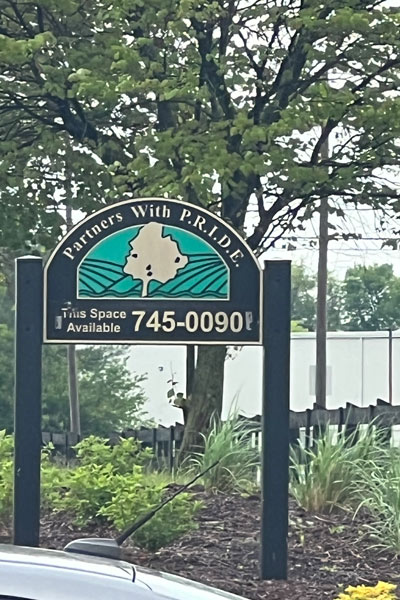 Partners With P.R.I.D.E.
This Space
Available
745-0090